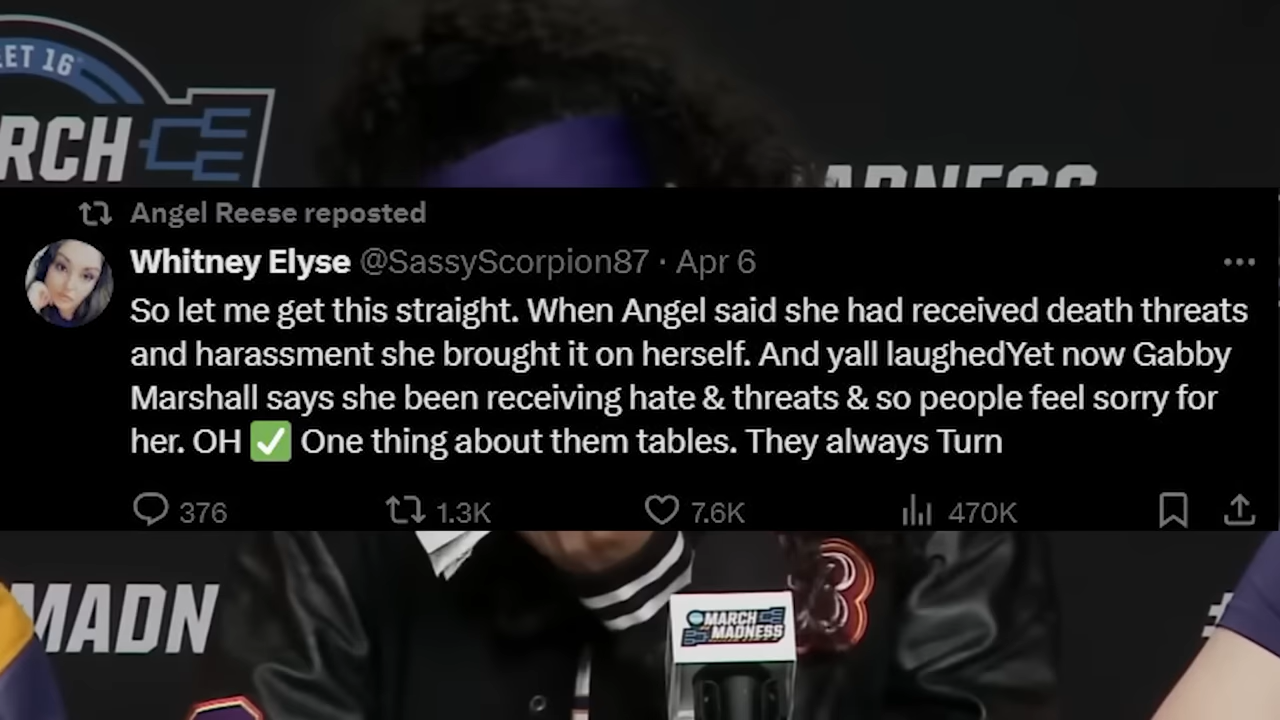 ET 16
RCH
ADNESS
Angel Reese reposted
Whitney Elyse @SassyScorpion87 · Apr 6
So let me get this straight. When Angel said she had received death threats
and harassment she brought it on herself. And yall laughedYet now Gabby
Marshall says she been receiving hate & threats & so people feel sorry for
her. OH ✅ One thing about them tables. They always Turn
376 1.3K 7.6K 470K
MADN
#
MARCH
MADNESS